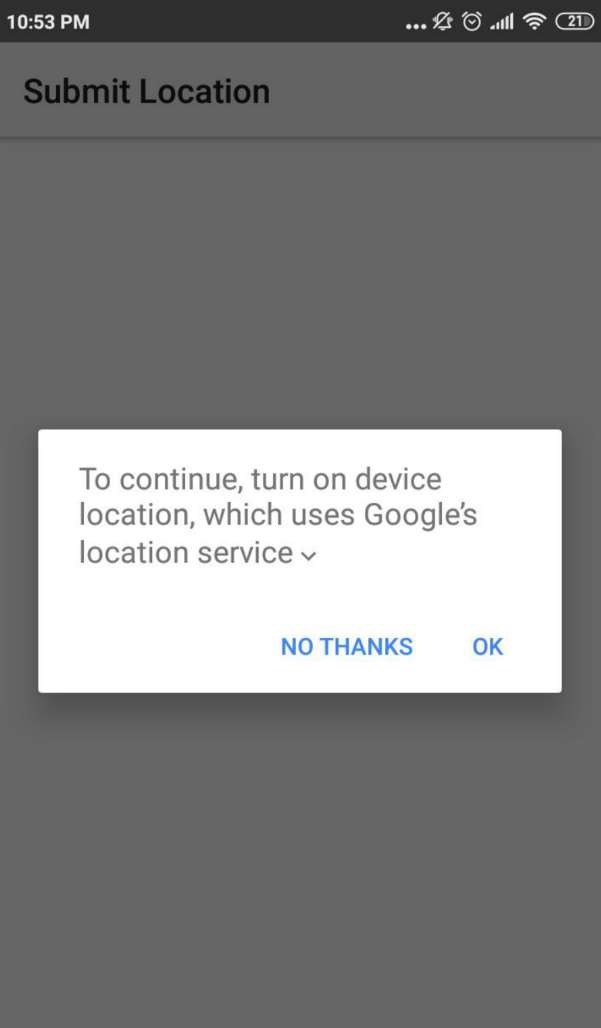 10:53 PM ... 21
Submit Location
To continue, turn on device
location, which uses Google’s
location service
NO THANKS OK